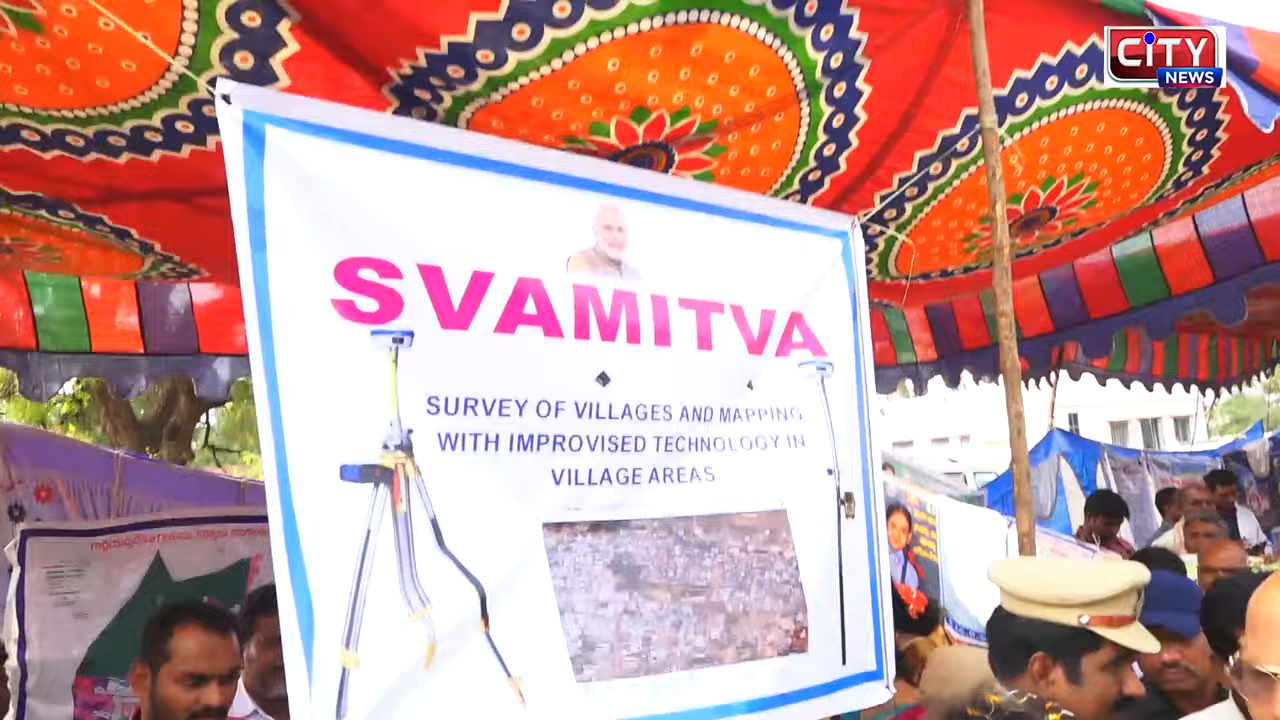 CiTY
NEWS
SVAMITVA
SURVEY OF VILLAGES AND MAPPING
WITH IMPROVISED TECHNOLOGY IN
VILLAGE AREAS